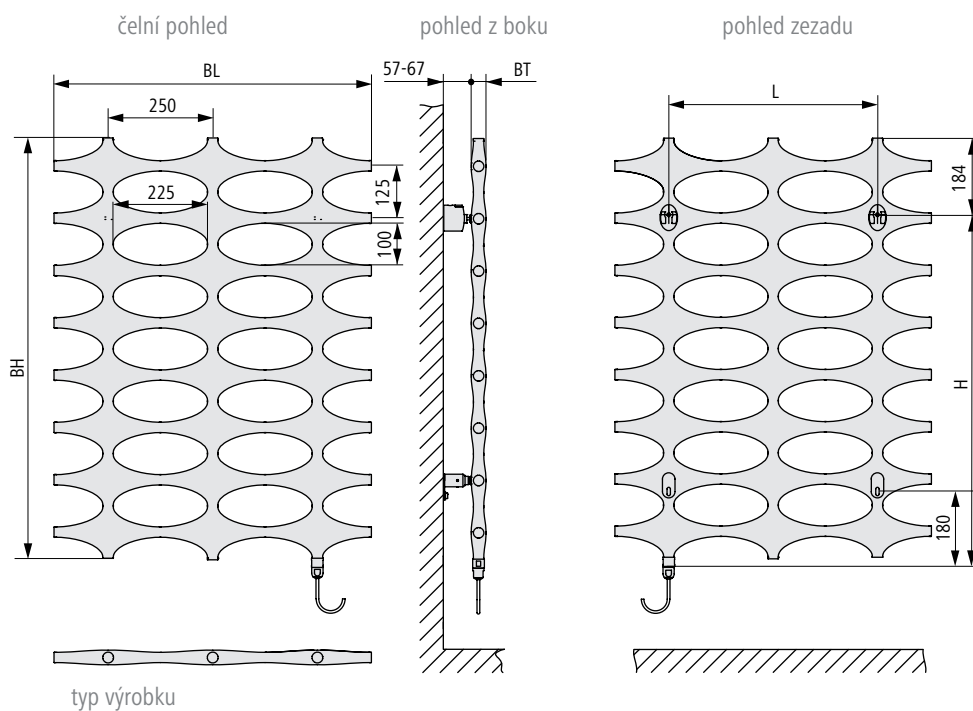 čelní pohled
pohled z boku
pohled zezadu
BL
57-67
BT
L
250
225
125
100
BH
184
H
180
typ výrobku